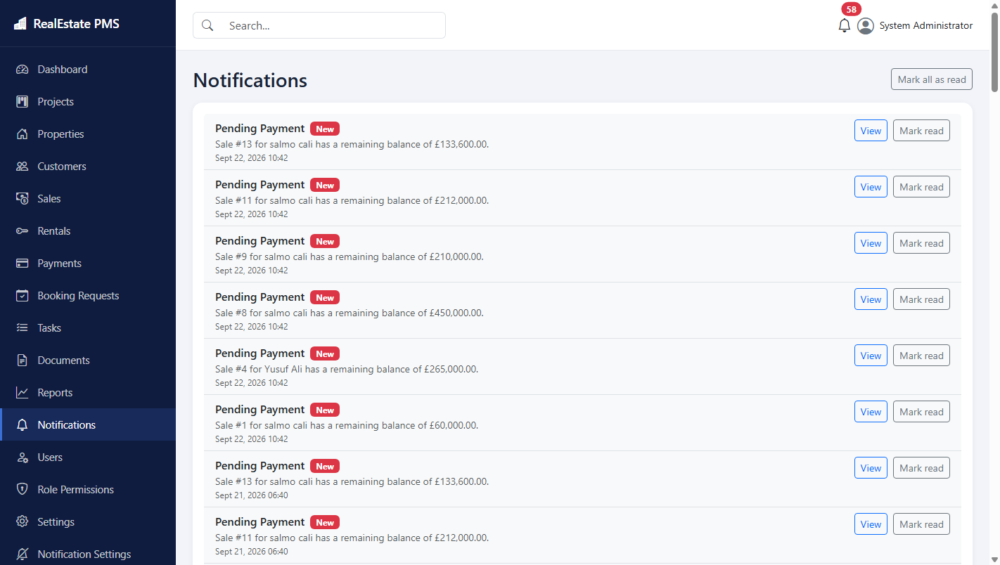 RealEstate PMS
Search...
58
System Administrator
Dashboard
Projects
Properties
Customers
Sales
Rentals
Payments
Booking Requests
Tasks
Documents
Reports
Notifications
Users
Role Permissions
Settings
Notification Settings
Notifications
Mark all as read
Pending Payment New
View Mark read
Sale #13 for salmo cali has a remaining balance of £133,600.00.
Sept 22, 2026 10:42
Pending Payment New
View Mark read
Sale #11 for salmo cali has a remaining balance of £212,000.00.
Sept 22, 2026 10:42
Pending Payment New
View Mark read
Sale #9 for salmo cali has a remaining balance of £210,000.00.
Sept 22, 2026 10:42
Pending Payment New
View Mark read
Sale #8 for salmo cali has a remaining balance of £450,000.00.
Sept 22, 2026 10:42
Pending Payment New
View Mark read
Sale #4 for Yusuf Ali has a remaining balance of £265,000.00.
Sept 22, 2026 10:42
Pending Payment New
View Mark read
Sale #1 for salmo cali has a remaining balance of £60,000.00.
Sept 22, 2026 10:42
Pending Payment New
View Mark read
Sale #13 for salmo cali has a remaining balance of £133,600.00.
Sept 21, 2026 06:40
Pending Payment New
View Mark read
Sale #11 for salmo cali has a remaining balance of £212,000.00.
Sept 21, 2026 06:40